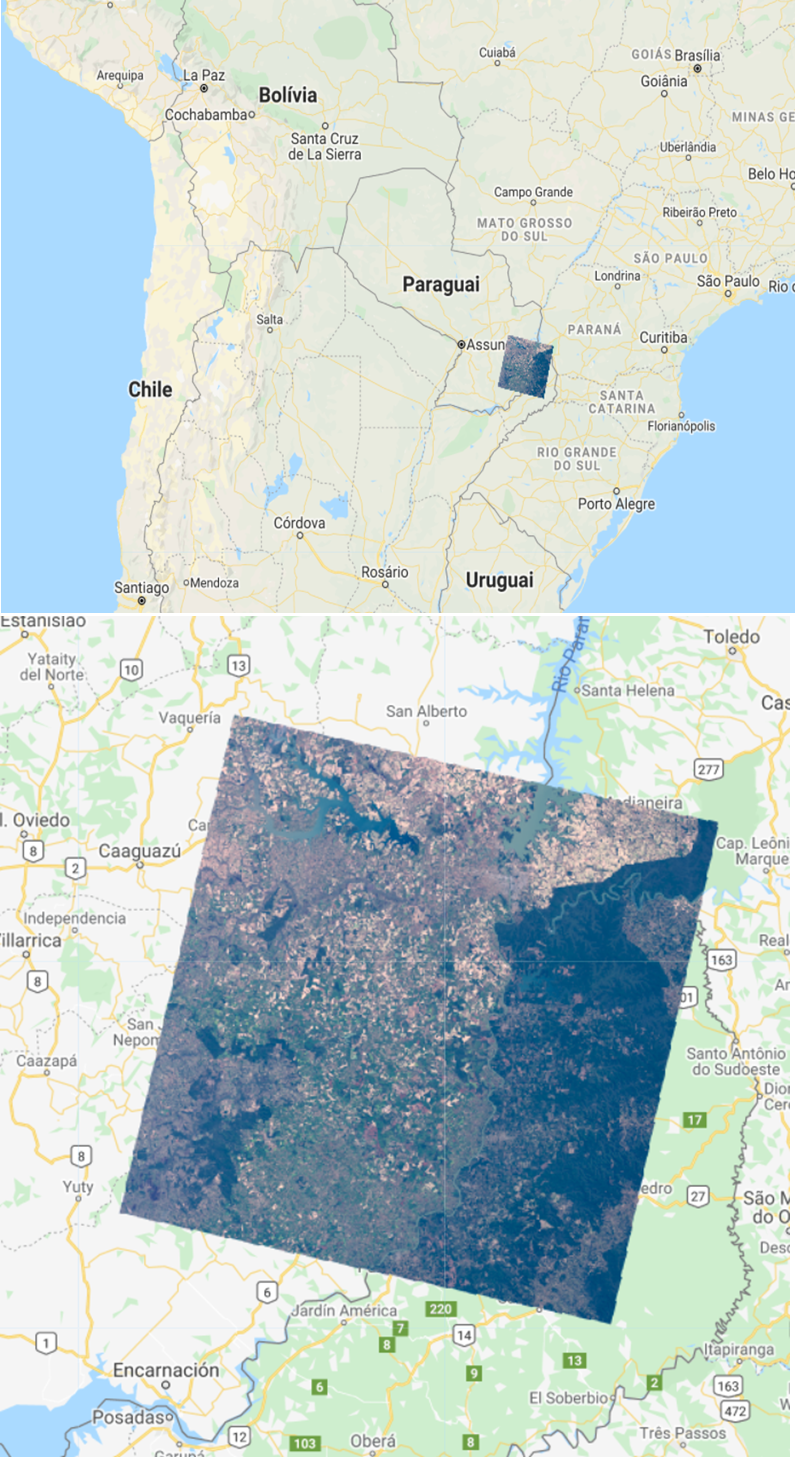 Cuiabá
GOIÁS
Brasília
Goiânia
Arequipa
La Paz
Bolívia
Cochabamba
MINAS GE
Santa Cruz
de La Sierra
Uberlândia
Belo Ho
Campo Grande
Ribeirão Preto
MATO GROSSO
DO SUL
SÃO PAULO
Londrina
São Paulo
Rio d
Paraguai
Salta
Assun
PARANÁ
Curitiba
Chile
SANTA
CATARINA
Florianópolis
RIO GRANDE
DO SUL
Porto Alegre
Córdova
Rosário
Uruguai
Santiago
Mendoza
Estanislao
Yataity
del Norte
10
13
Rio Paran
Toledo
Santa Helena
Cas
Vaquería
San Alberto
277
ndianeira
l. Oviedo
Ca
8
Caaguazú
2
Cap. Leôni
Marque
Independencia
illarrica
163
Real
8
01
Ar
San J
Nepom
Caazapá
Santo Antônio
do Sudoeste
Dion
Cerq
17
8
Yuty
edro
27
São M
do O
Desc
6
Jardín América
220
7
14
8
1
13
Itapiranga
Encarnación
9
6
2
163
El Soberbio
472
Posadas
Três Passos
12
103
Oberá
8
Garupá
W